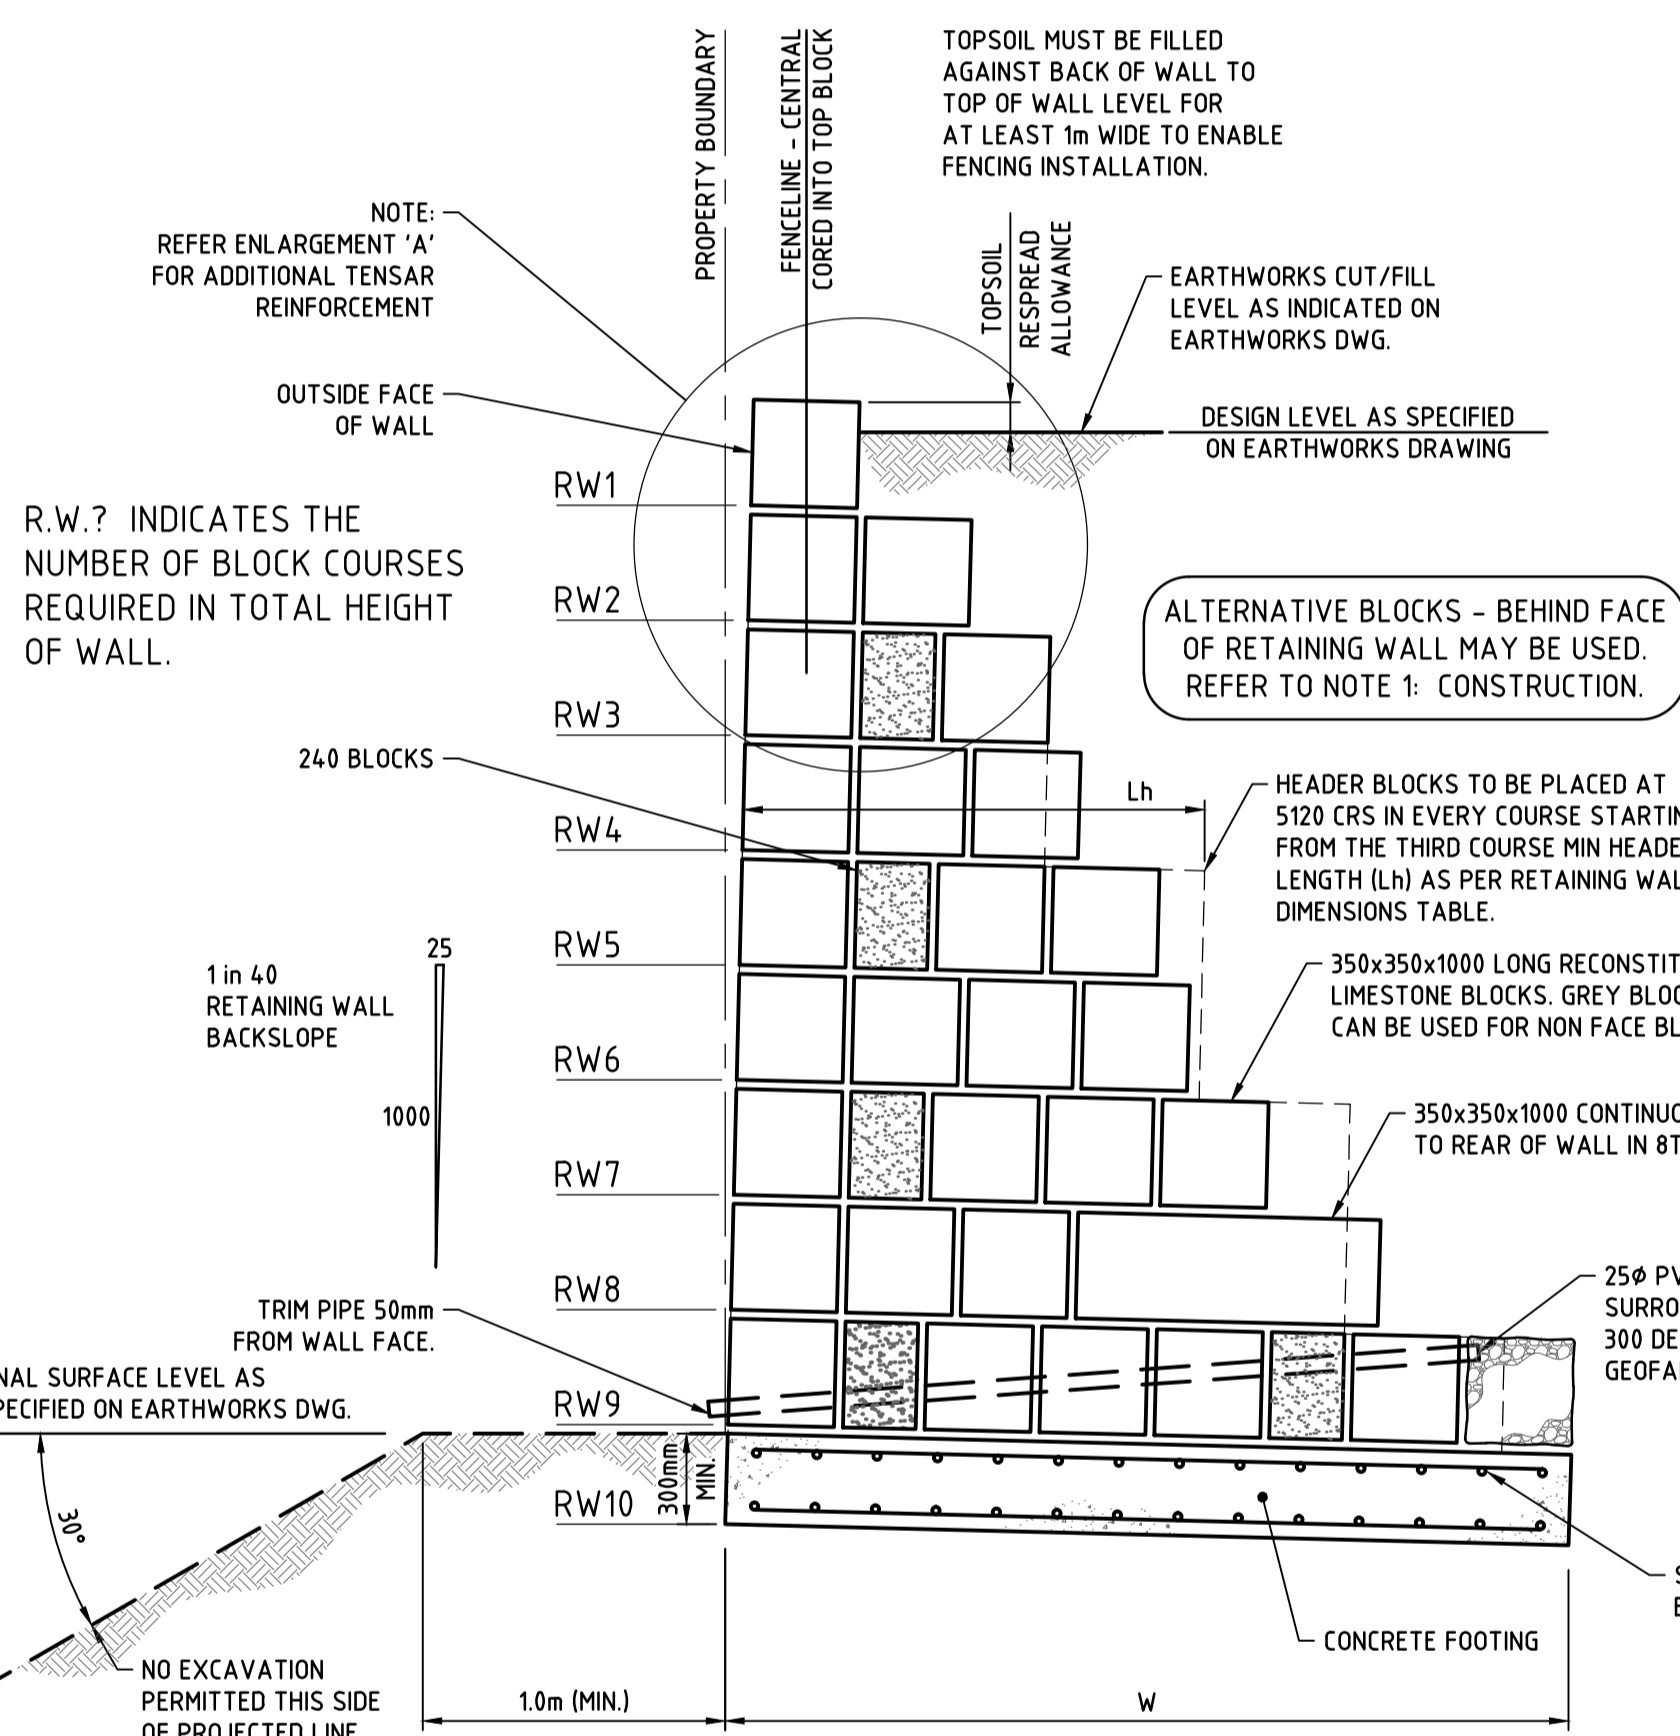 PROPERTY BOUNDARY
FENCELINE - CENTRAL
CORED INTO TOP BLOCK
TOPSOIL MUST BE FILLED
AGAINST BACK OF WALL TO
TOP OF WALL LEVEL FOR
AT LEAST 1m WIDE TO ENABLE
FENCING INSTALLATION.
NOTE:
REFER ENLARGEMENT 'A'
FOR ADDITIONAL TENSAR
REINFORCEMENT
TOPSOIL
RESPREAD
ALLOWANCE
EARTHWORKS CUT/FILL
LEVEL AS INDICATED ON
EARTHWORKS DWG.
OUTSIDE FACE
OF WALL
DESIGN LEVEL AS SPECIFIED
ON EARTHWORKS DRAWING
RW1
R.W.? INDICATES THE
NUMBER OF BLOCK COURSES
REQUIRED IN TOTAL HEIGHT
OF WALL.
RW2
ALTERNATIVE BLOCKS - BEHIND FACE
OF RETAINING WALL MAY BE USED.
REFER TO NOTE 1: CONSTRUCTION.
RW3
240 BLOCKS
Lh
HEADER BLOCKS TO BE PLACED AT
5120 CRS IN EVERY COURSE STARTIN
FROM THE THIRD COURSE MIN HEADE
LENGTH (Lh) AS PER RETAINING WAL
DIMENSIONS TABLE.
RW4
RW5
25
1 in 40
RETAINING WALL
BACKSLOPE
1000
350x350x1000 LONG RECONSTIT
LIMESTONE BLOCKS. GREY BLOC
CAN BE USED FOR NON FACE BL
RW6
350x350x1000 CONTINUO
TO REAR OF WALL IN 8T
RW7
RW8
TRIM PIPE 50mm
FROM WALL FACE.
25Ø PV
SURRO
300 DE
GEOFA
NAL SURFACE LEVEL AS
PECIFIED ON EARTHWORKS DWG.
RW9
300mm
MIN.
RW10
30°
S
E
CONCRETE FOOTING
NO EXCAVATION
PERMITTED THIS SIDE
OF PROJECTED LINE
1.0m (MIN.)
W